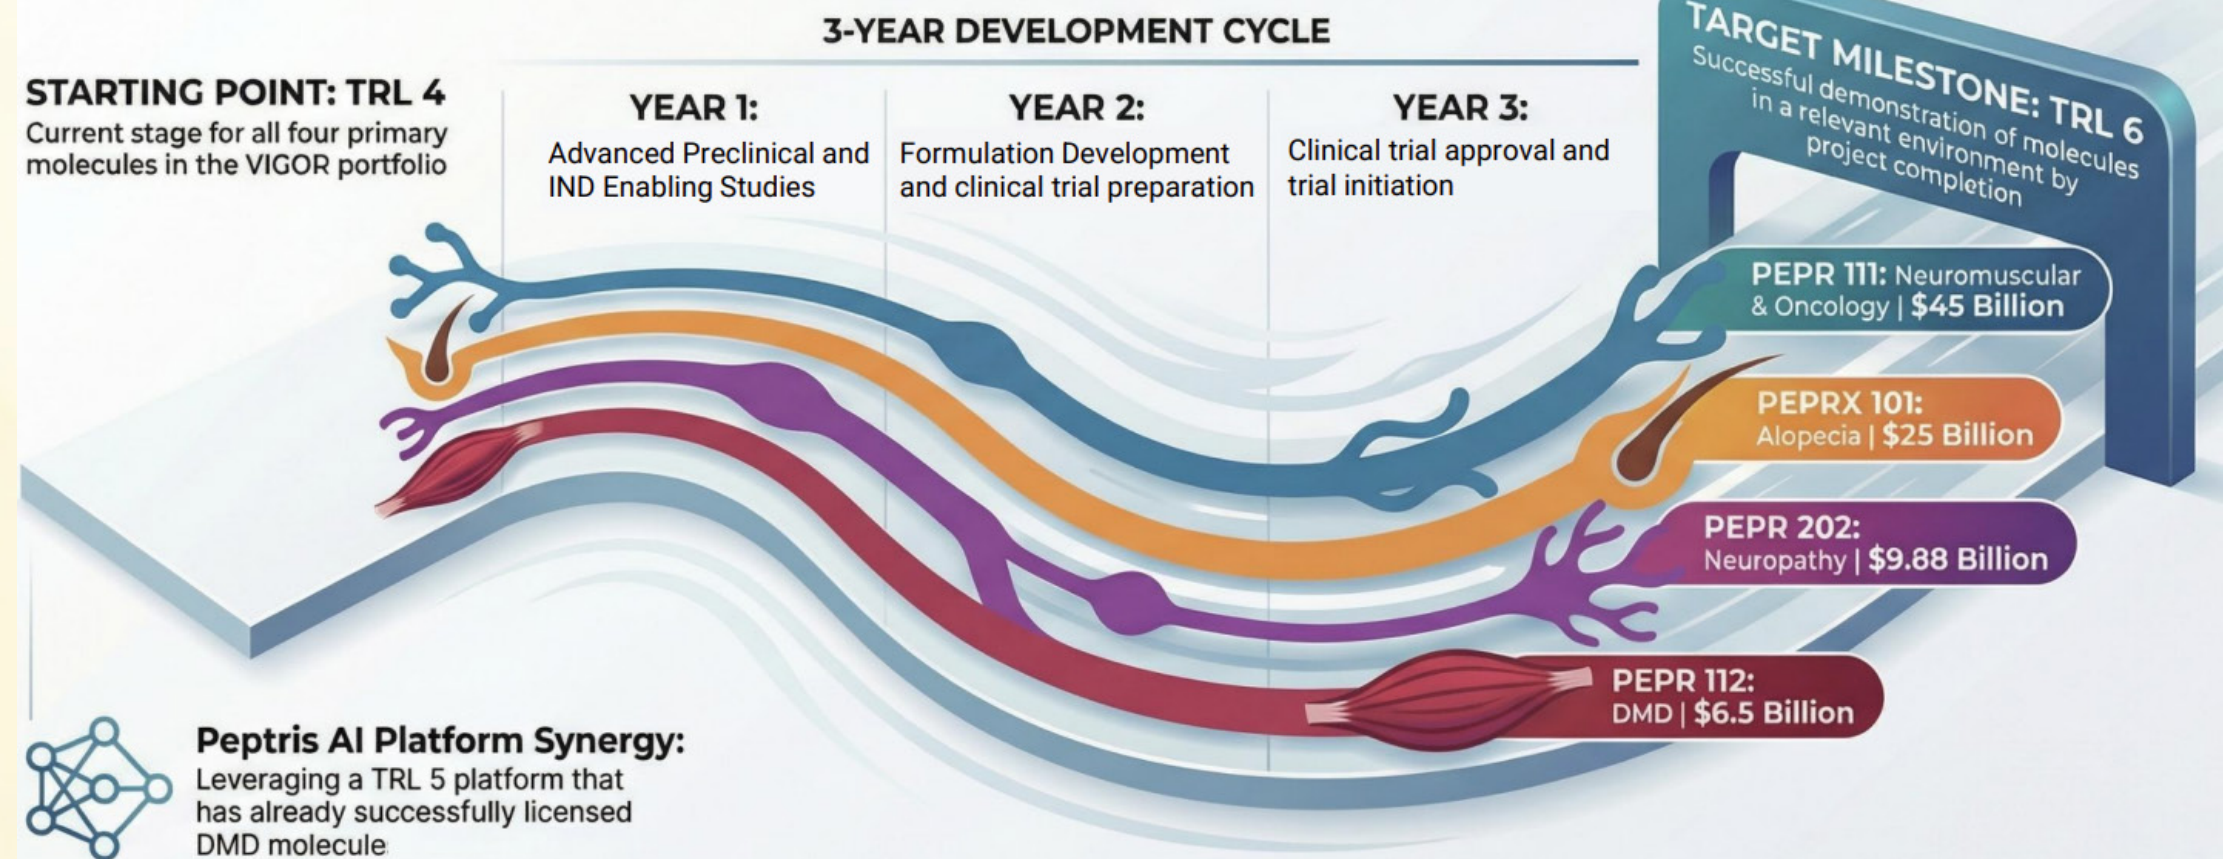 3-YEAR DEVELOPMENT CYCLE
STARTING POINT: TRL 4
Current stage for all four primary
molecules in the VIGOR portfolio
YEAR 1:
Advanced Preclinical and
IND Enabling Studies
YEAR 2:
Formulation Development
and clinical trial preparation
YEAR 3:
Clinical trial approval and
trial initiation
TARGET MILESTONE: TRL 6
Successful demonstration of molecules
in a relevant environment by
project completion
PEPR 111: Neuromuscular
& Oncology | $45 Billion
PEPRX 101:
Alopecia | $25 Billion
PEPR 202:
Neuropathy | $9.88 Billion
PEPR 112:
DMD | $6.5 Billion
Peptris AI Platform Synergy:
Leveraging a TRL 5 platform that
has already successfully licensed
DMD molecule